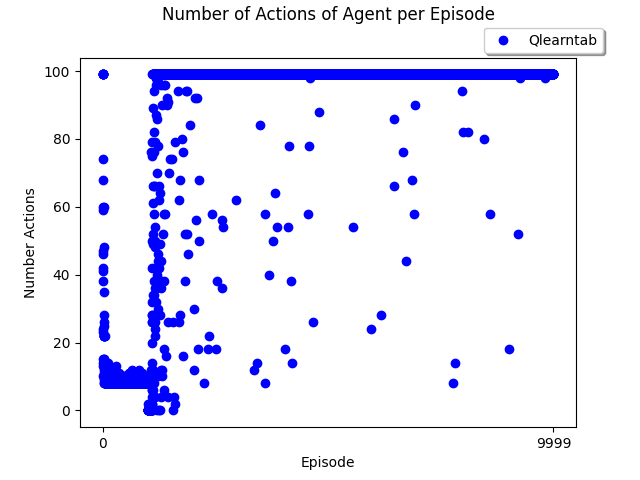 Number of Actions of Agent per Episode
Qlearntab
100
80
60
40
20
0
Number Actions
0
9999
Episode